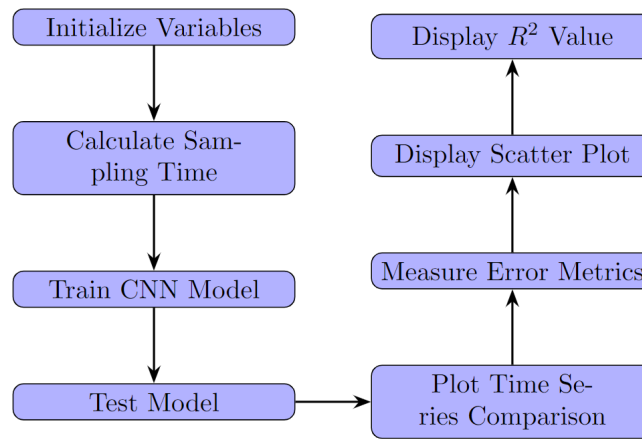 Initialize Variables
Calculate Sam-
pling Time
Train CNN Model
Test Model
Plot Time Se-
ries Comparison
Measure Error Metrics
Display Scatter Plot
Display R² Value